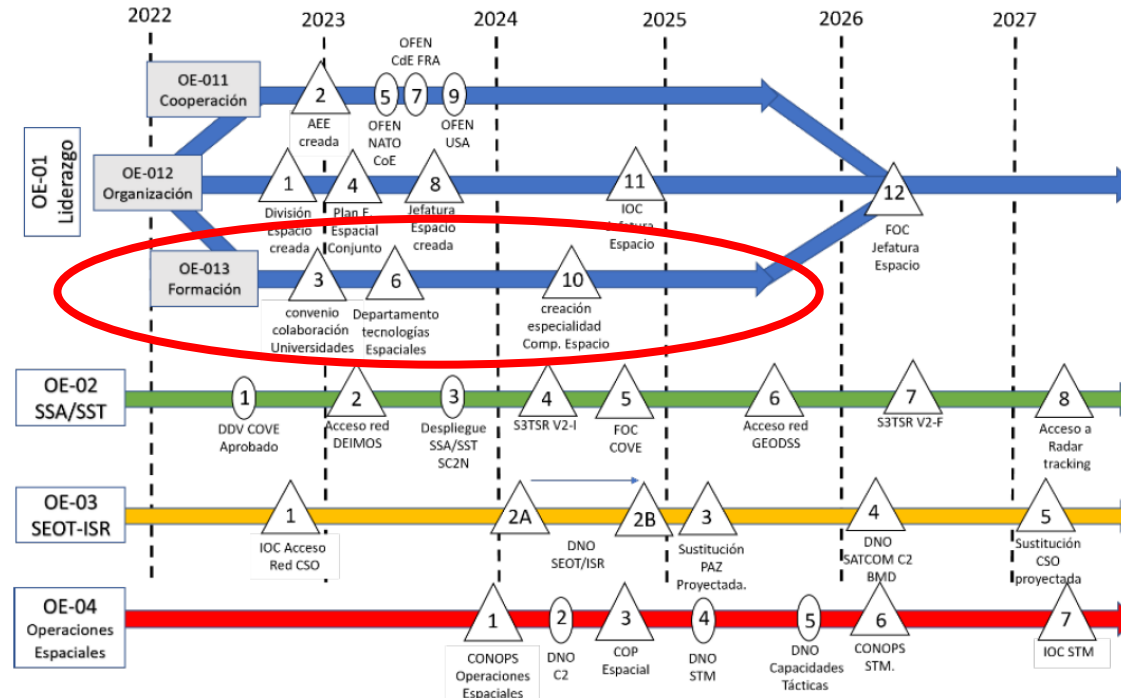 2022 2023 2024 2025 2026 2027
OE-01
Liderazgo
OE-011
Cooperación
2
AEE
creada
OFEN
CdE FRA
5
7
9
OFEN
NATO
CoE
OFEN
USA
OE-012
Organización
1
División
Espacio
creada
4
Plan E.
Espacial
Conjunto
8
Jefatura
Espacio
creada
11
IOC
Jefatura
Espacio
12
FOC
Jefatura
Espacio
OE-013
Formación
3
convenio
colaboración
Universidades
6
Departamento
tecnologías
Espaciales
10
creación
especialidad
Comp. Espacio
OE-02
SSA/SST
1
DDV COVE
Aprobado
2
Acceso red
DEIMOS
3
Despliegue
SSA/SST
SC2N
4
S3TSR V2-I
5
FOC
COVE
6
Acceso red
GEODSS
7
S3TSR V2-F
8
Acceso a
Radar
tracking
OE-03
SEOT-ISR
1
IOC Acceso
Red CSO
2A
2B
DNO
SEOT/ISR
3
Sustitución
PAZ
Proyectada.
4
DNO
SATCOM C2
BMD
5
Sustitución
CSO
proyectada
OE-04
Operaciones
Espaciales
1
CONOPS
Operaciones
Espaciales
2
DNO
C2
3
COP
Espacial
4
DNO
STM
5
DNO
Capacidades
Tácticas
6
CONOPS
STM.
7
IOC STM